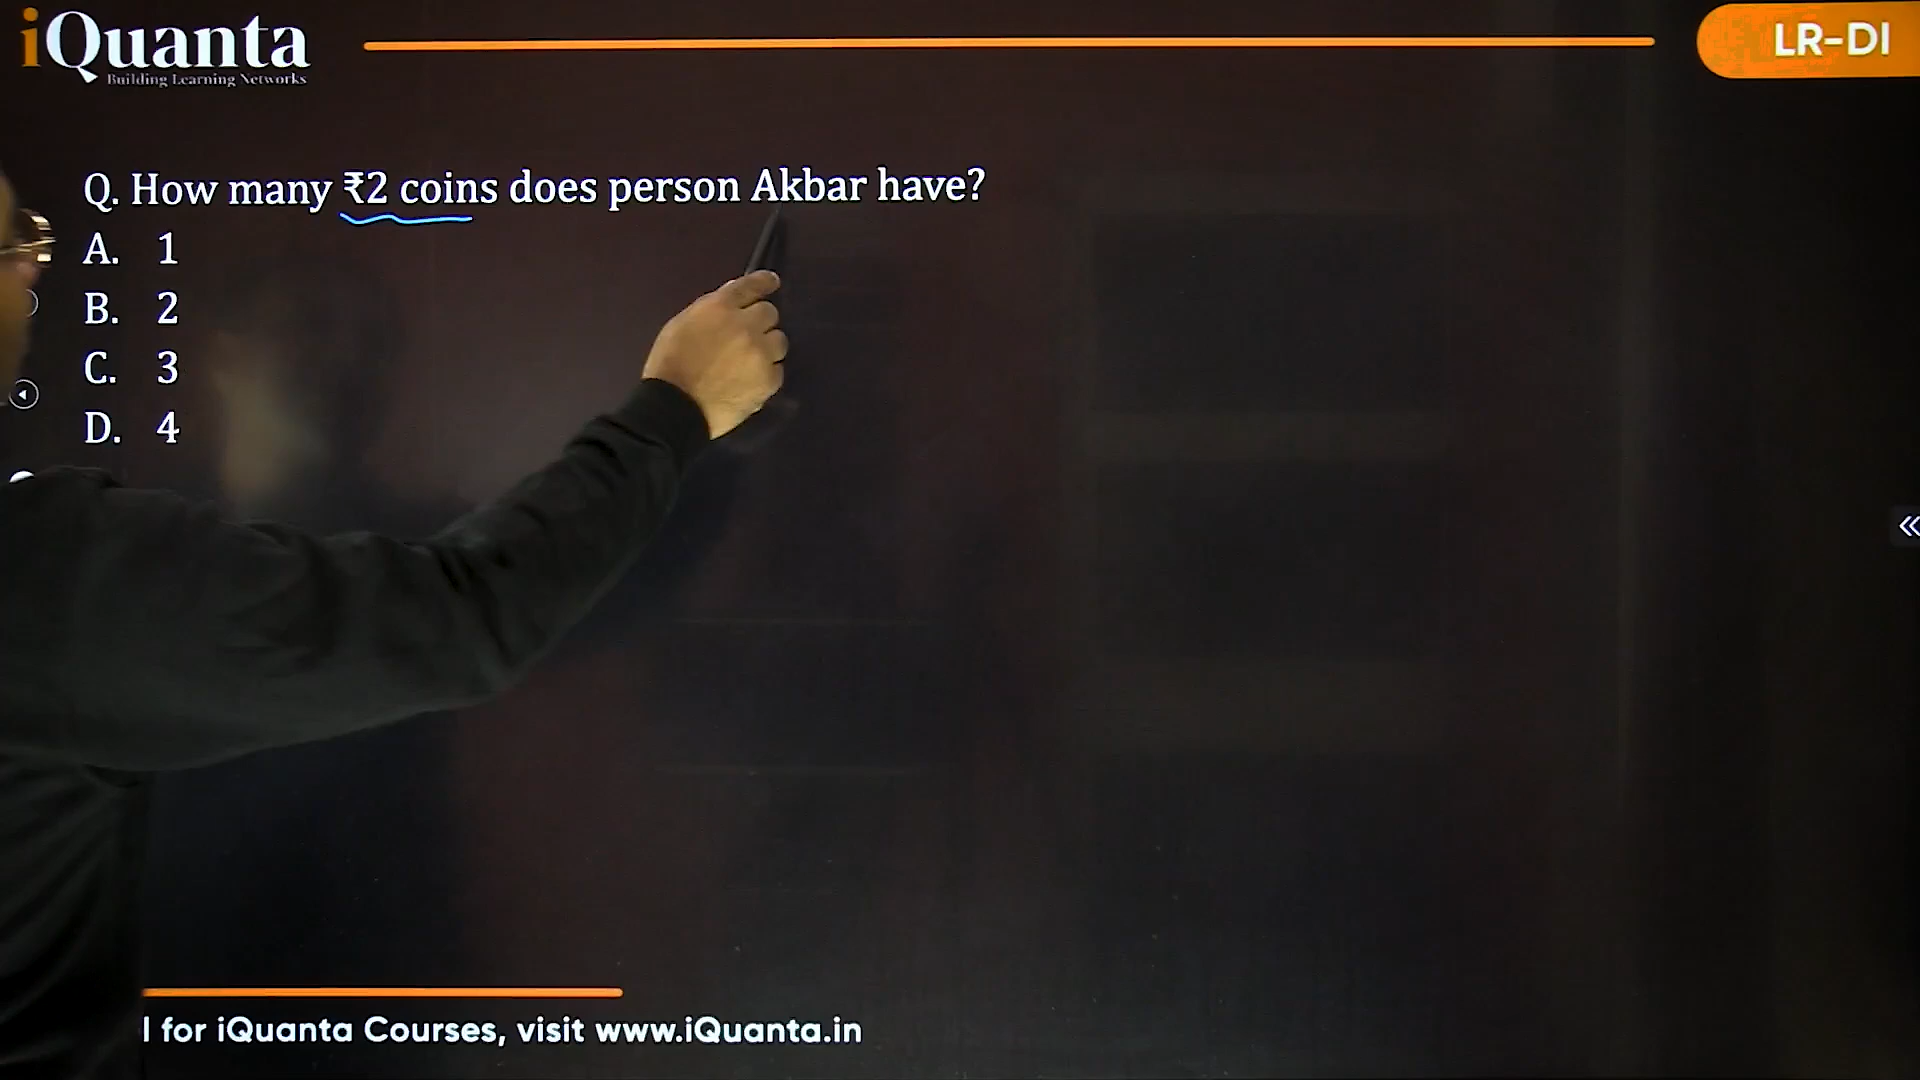 iQuanta
Building Learning Networks
LR-DI
Q. How many ₹2 coins does person Akbar have?
A. 1
B. 2
C. 3
D. 4
l for iQuanta Courses, visit www.iQuanta.in